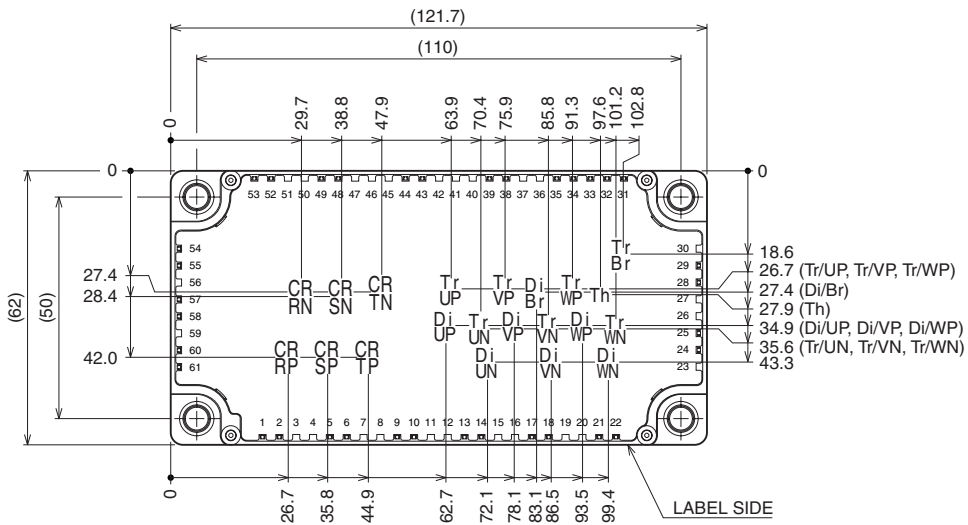 (121.7)
(110)
0
29.7
38.8
47.9
63.9
70.4
75.9
85.8
91.3
97.6
101.2
102.8
0
0
53 52 51 50 49 48 47 46 45 44 43 42 41 40 39 38 37 36 35 34 33 32 31
54
55
56
57
58
59
60
61
30
29
28
27
26
25
24
23
27.4
28.4
42.0
(50)
(62)
Tr
Br
CR
RN
CR
SN
CR
TN
Tr
UP
Tr
VP
Di
Br
Tr
WP
Th
Di
UP
Tr
UN
Di
VP
Tr
VN
Di
WP
Tr
WN
CR
RP
CR
SP
CR
TP
Di
UN
Di
VN
Di
WN
18.6
26.7 (Tr/UP, Tr/VP, Tr/WP)
27.4 (Di/Br)
27.9 (Th)
34.9 (Di/UP, Di/VP, Di/WP)
35.6 (Tr/UN, Tr/VN, Tr/WN)
43.3
1 2 3 4 5 6 7 8 9 10 11 12 13 14 15 16 17 18 19 20 21 22
0
26.7
35.8
44.9
62.7
72.1
78.1
83.1
86.5
93.5
99.4
LABEL SIDE